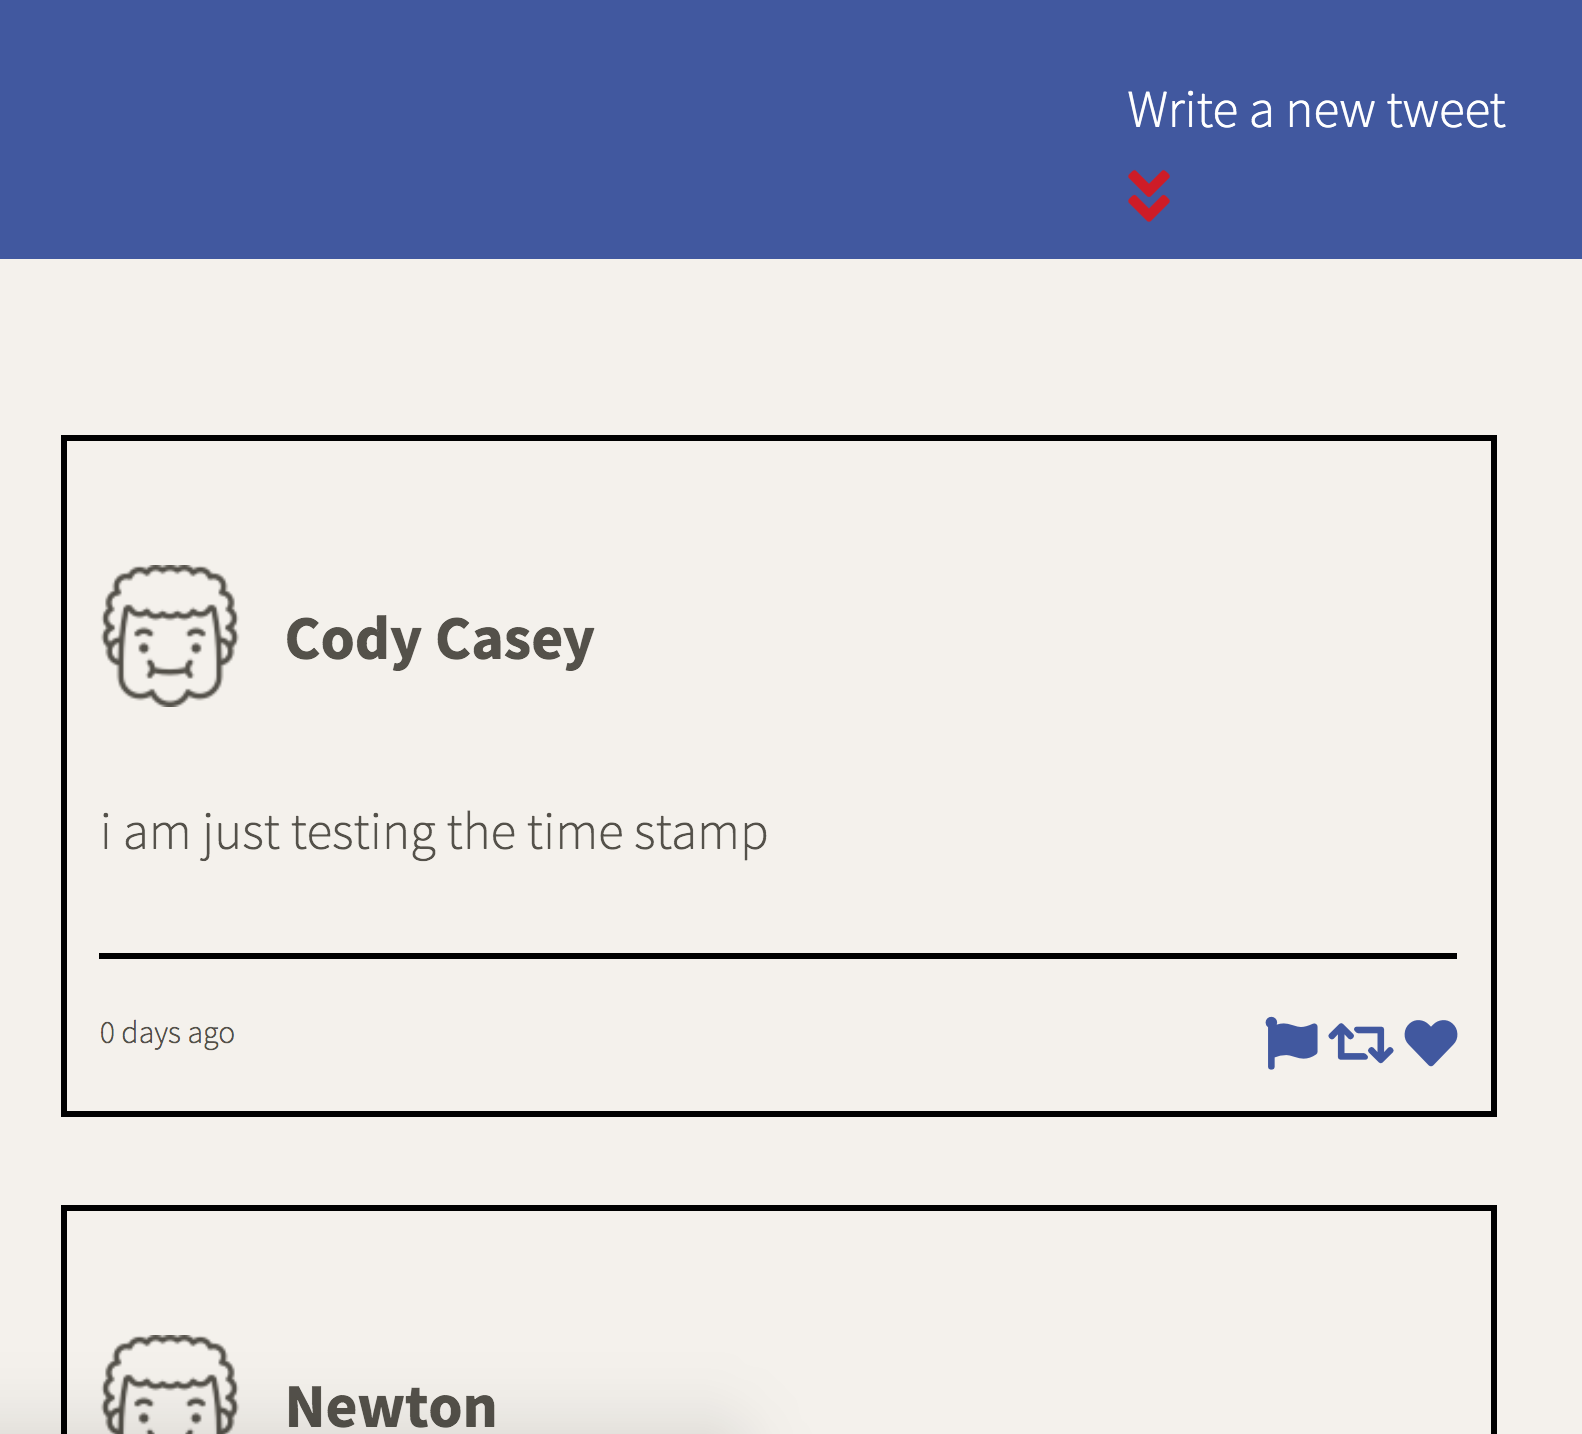 Write a new tweet
Cody Casey
i am just testing the time stamp
0 days ago
Newton